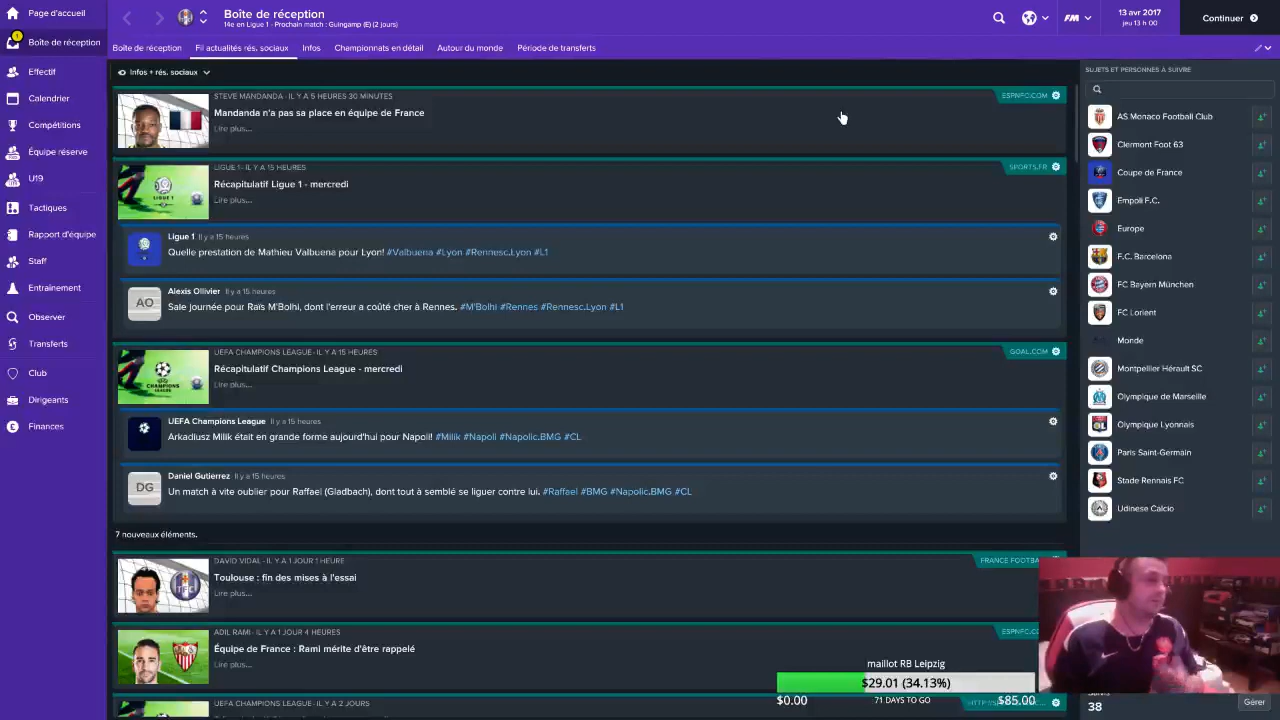 Page d'accueil
Boîte de réception
14e en Ligue 1 - Prochain match : Guingamp (E) (2 jours)
FM
13 avr 2017
jeu 13 h 00
Continuer
1
Boîte de réception
Boîte de réception
Fil actualités rés. sociaux
Infos
Championnats en détail
Autour du monde
Période de transferts
Effectif
Calendrier
Compétitions
Équipe réserve
U19
Tactiques
Rapport d'équipe
Staff
Entraînement
Observer
Transferts
Club
Dirigeants
Finances
Infos + rés. sociaux
STEVE MANDANDA - IL Y A 5 HEURES 30 MINUTES
ESPNFC.COM
Mandanda n'a pas sa place en équipe de France
Lire plus...
LIGUE 1 - IL Y A 15 HEURES
SPORTS.FR
Récapitulatif Ligue 1 - mercredi
Lire plus...
LIGUE 1
Ligue 1 Il y a 15 heures
Quelle prestation de Mathieu Valbuena pour Lyon! #Valbuena #Lyon #Rennesc.Lyon #L1
AO
Alexis Ollivier Il y a 15 heures
Sale journée pour Raïs M'Bolhi, dont l'erreur a coûté cher à Rennes. #M'Bolhi #Rennes #Rennesc.Lyon #L1
UEFA CHAMPIONS LEAGUE - IL Y A 15 HEURES
GOAL.COM
Récapitulatif Champions League - mercredi
Lire plus...
CHAMPIONS LEAGUE
UEFA Champions League Il y a 15 heures
Arkadiusz Milik était en grande forme aujourd'hui pour Napoli! #Milik #Napoli #Napolic.BMG #CL
DG
Daniel Gutierrez Il y a 15 heures
Un match à vite oublier pour Raffael (Gladbach), dont tout à semblé se liguer contre lui. #Raffael #BMG #Napolic.BMG #CL
7 nouveaux éléments.
DAVID VIDAL - IL Y A 1 JOUR 1 HEURE
FRANCE FOOTBA
Toulouse : fin des mises à l'essai
Lire plus...
ADIL RAMI - IL Y A 1 JOUR 4 HEURES
ESPNFC.CO
Équipe de France : Rami mérite d'être rappelé
Lire plus...
UEFA CHAMPIONS LEAGUE - IL Y A 2 JOURS
SUJETS ET PERSONNES À SUIVRE
AS Monaco Football Club
Clermont Foot 63
Coupe de France
Empoli F.C.
Europe
F.C. Barcelona
FC Bayern München
FC Lorient
Monde
Montpellier Hérault SC
Olympique de Marseille
Olympique Lyonnais
Paris Saint-Germain
Stade Rennais FC
Udinese Calcio
38
Gérer
maillot RB Leipzig
$29.01 (34.13%)
$0.00
71 DAYS TO GO
$85.00